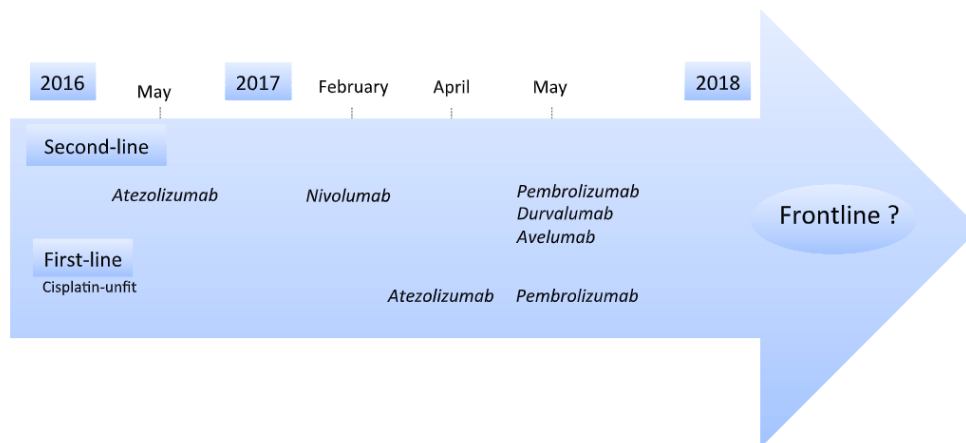 2016
May
2017
February
April
May
2018
Second-line
Atezolizumab
Nivolumab
Pembrolizumab
Durvalumab
Avelumab
Frontline ?
First-line
Cisplatin-unfit
Atezolizumab
Pembrolizumab